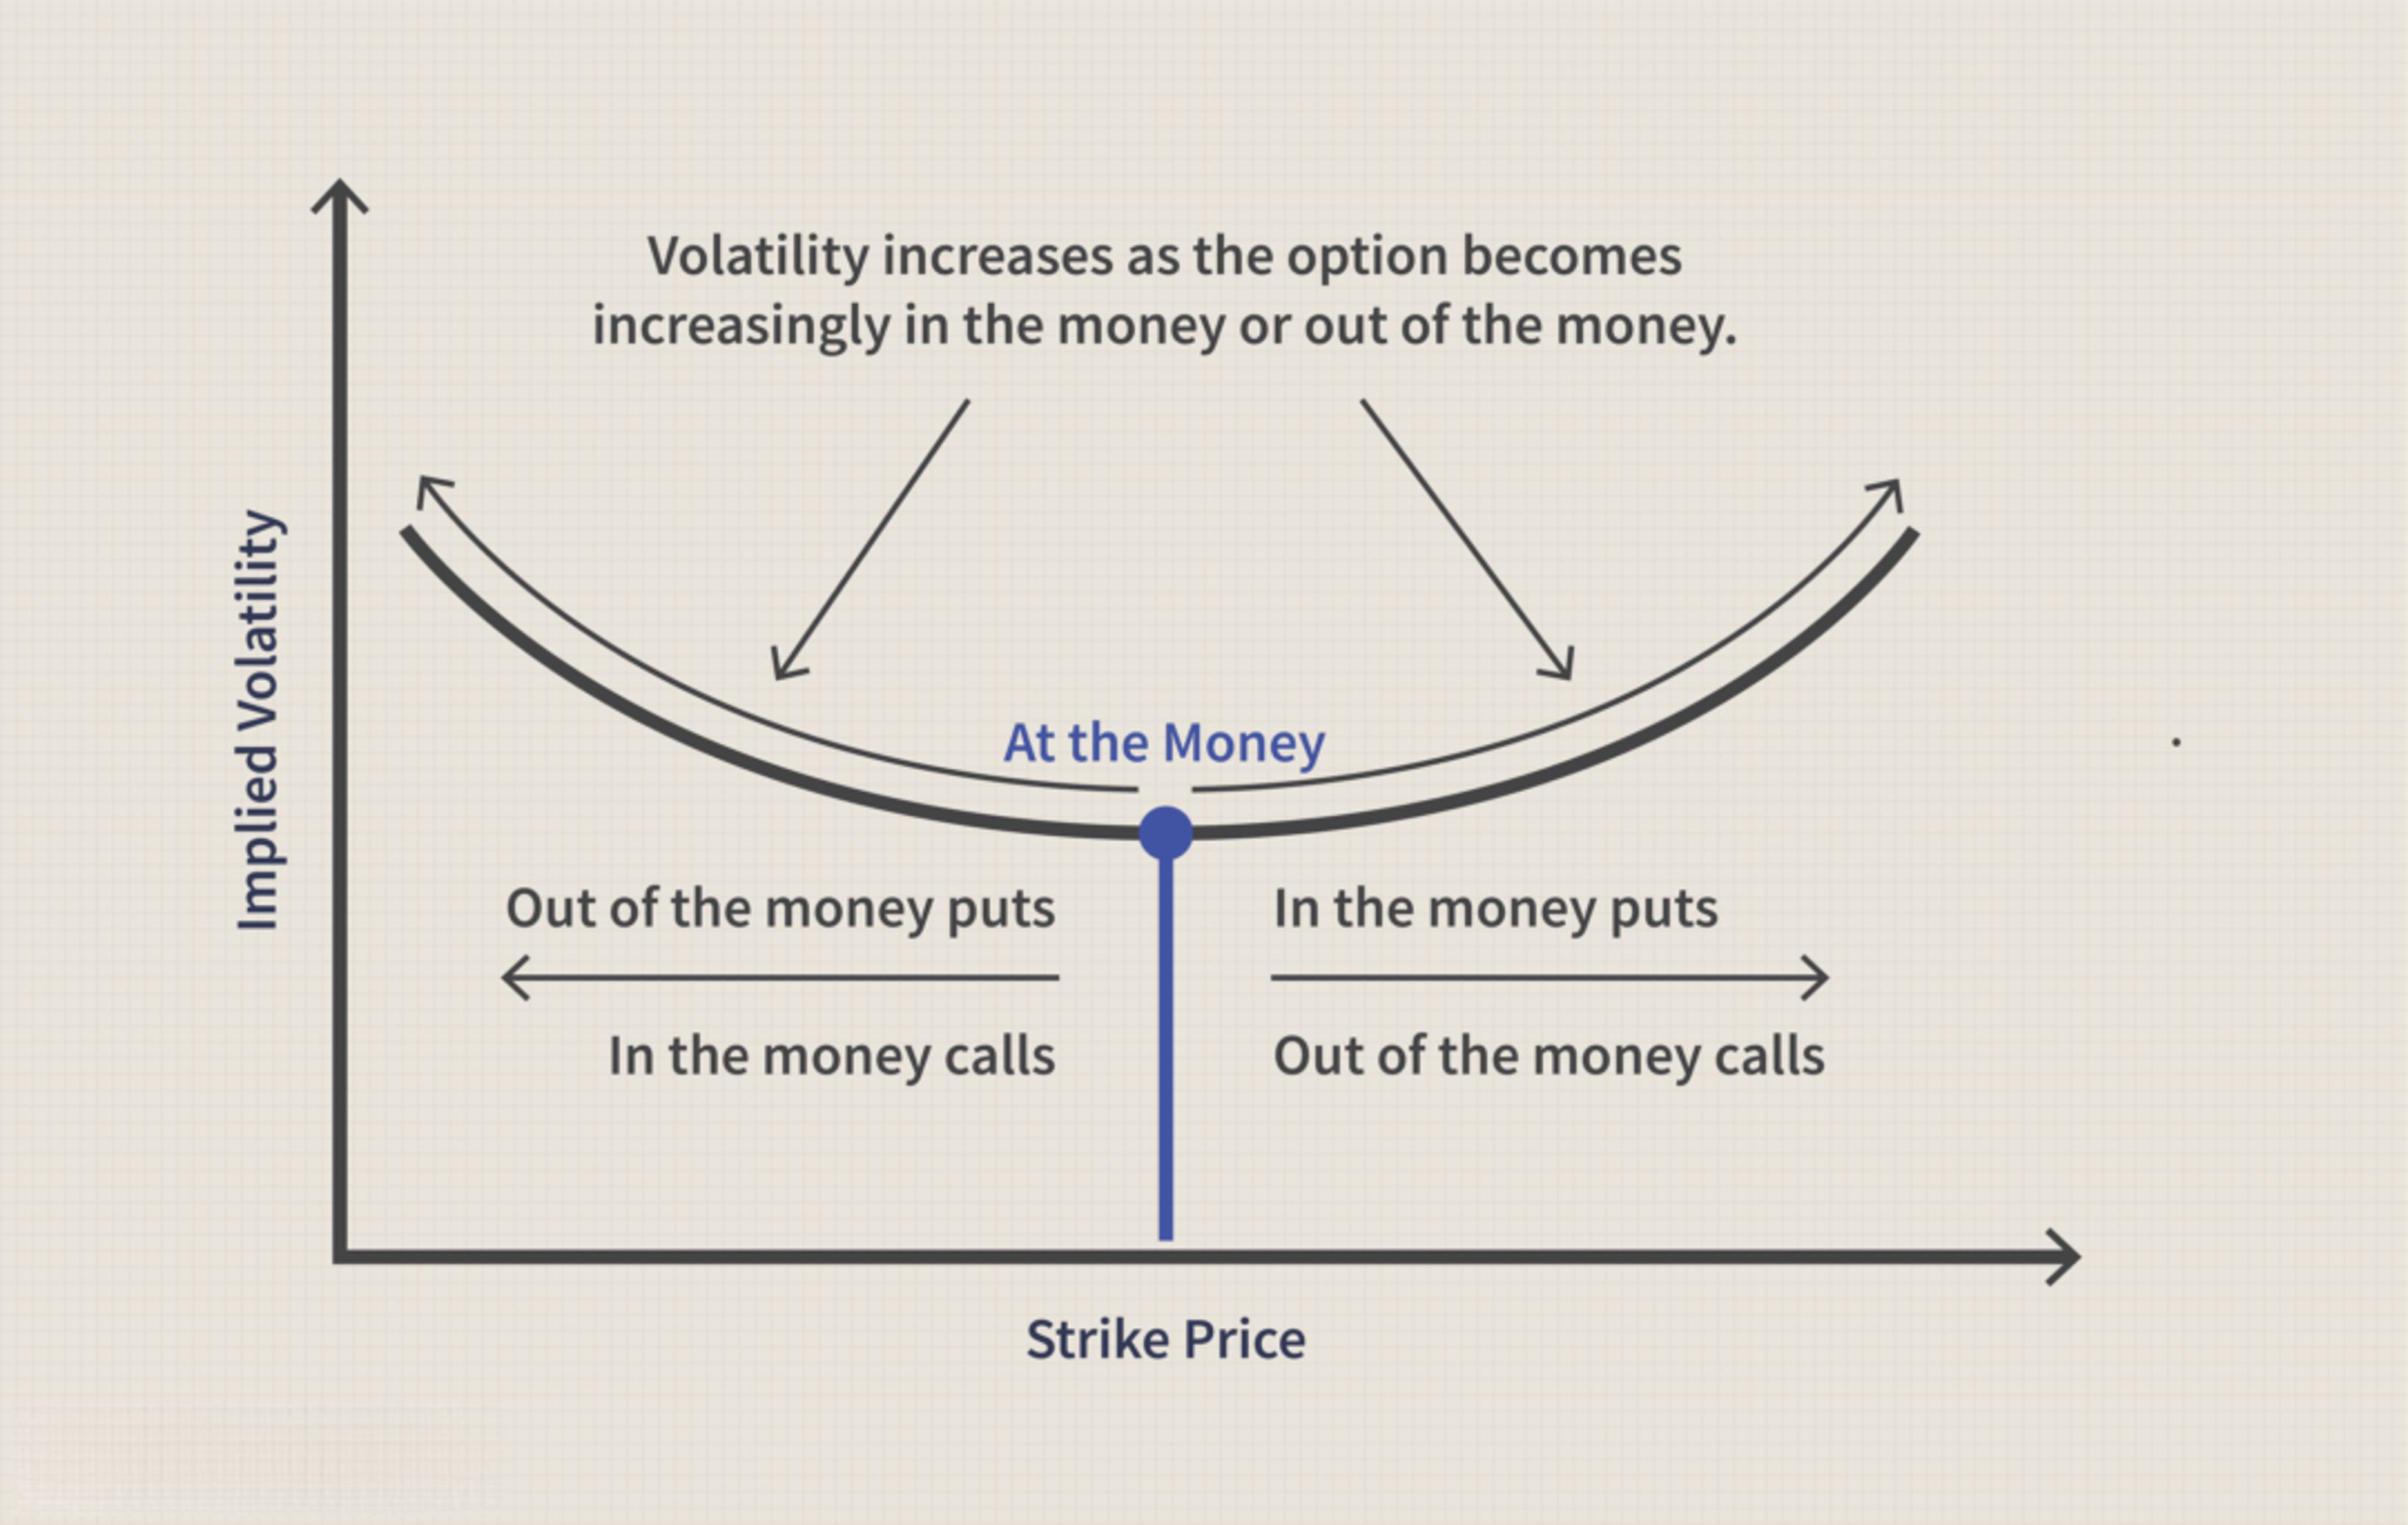 Volatility increases as the option becomes
increasingly in the money or out of the money.
Implied Volatility
At the Money
Out of the money puts
In the money puts
In the money calls
Out of the money calls
Strike Price